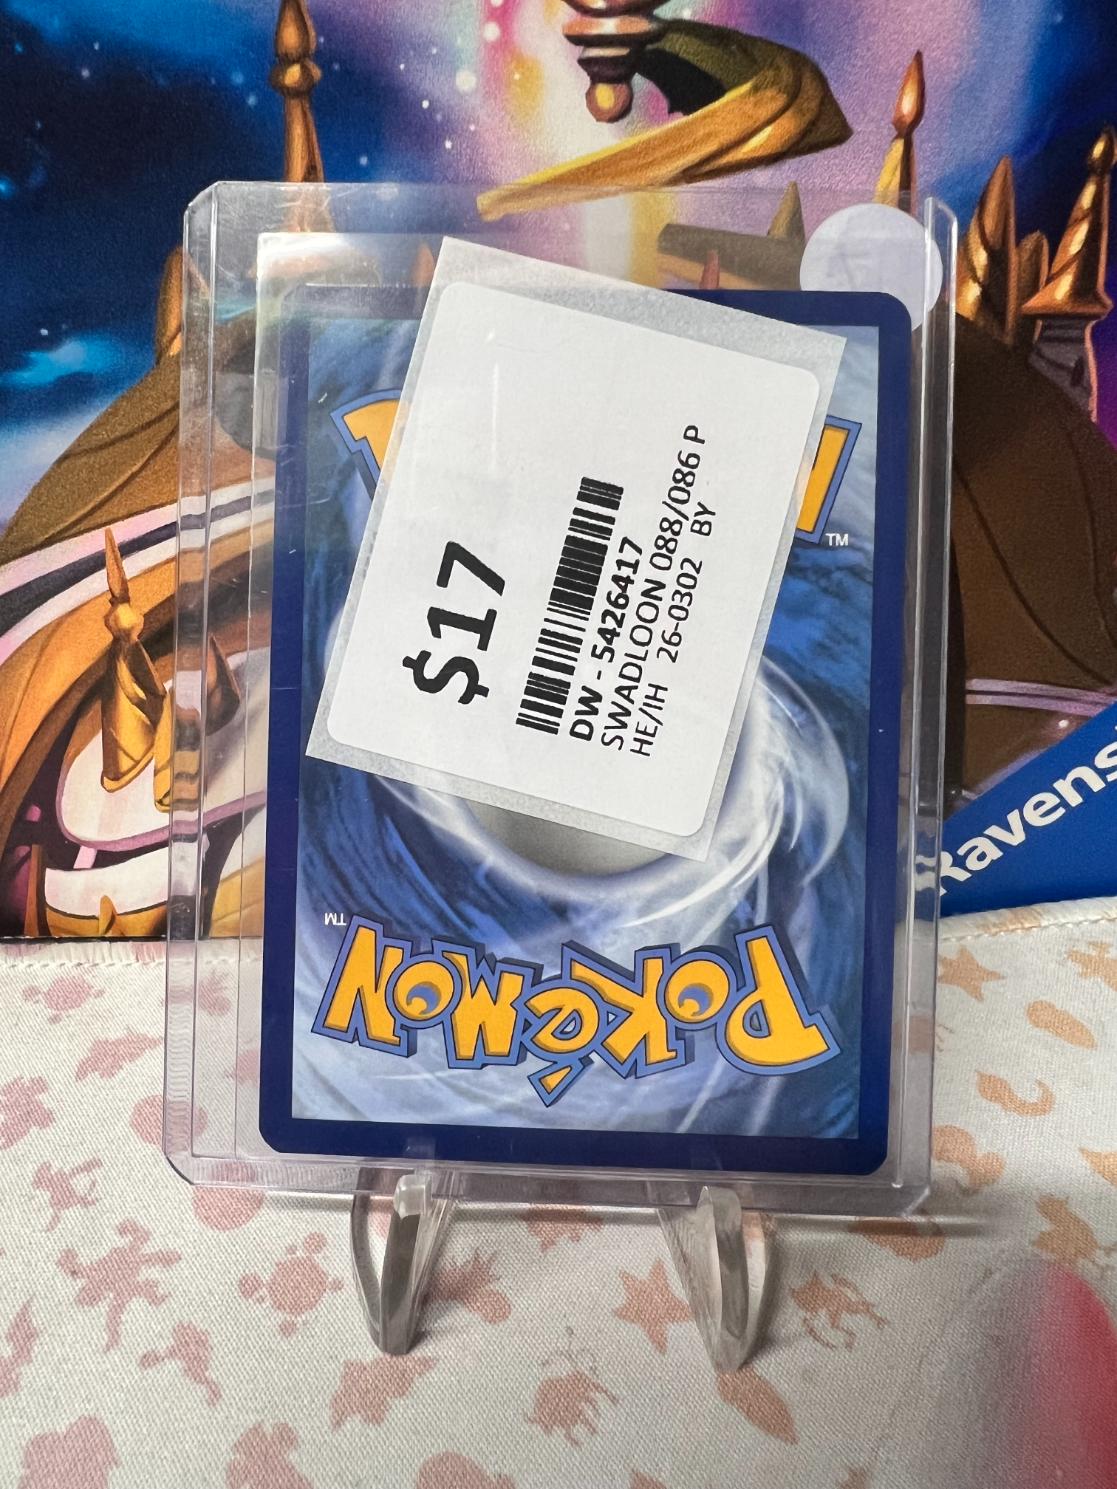 $17
DW - 5426417
SWADLOON 088/086 P
HE/IH 26-0302 BY
TM
Ravens
TM
POKéMON